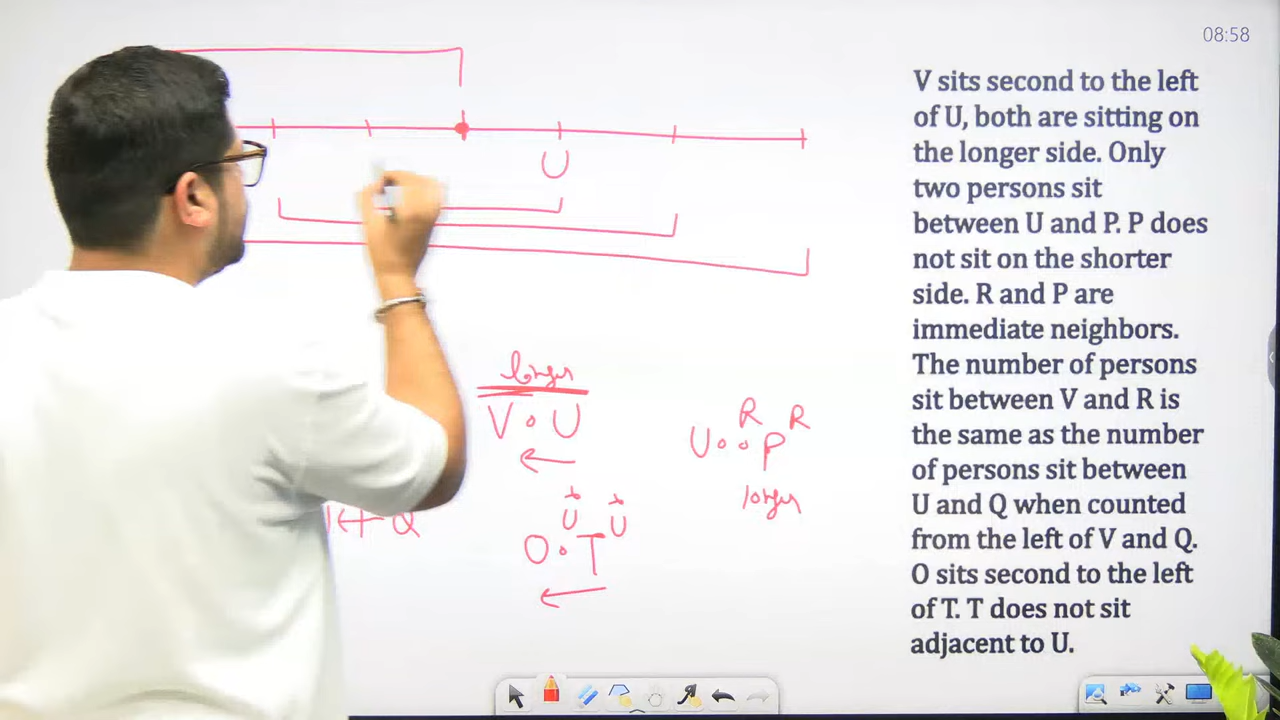 08:58
V sits second to the left
of U, both are sitting on
the longer side. Only
two persons sit
between U and P. P does
not sit on the shorter
side. R and P are
immediate neighbors.
The number of persons
sit between V and R is
the same as the number
of persons sit between
U and Q when counted
from the left of V and Q.
O sits second to the left
of T. T does not sit
adjacent to U.
U
longer
V U
R R
U P
longer
U U
O T
Q